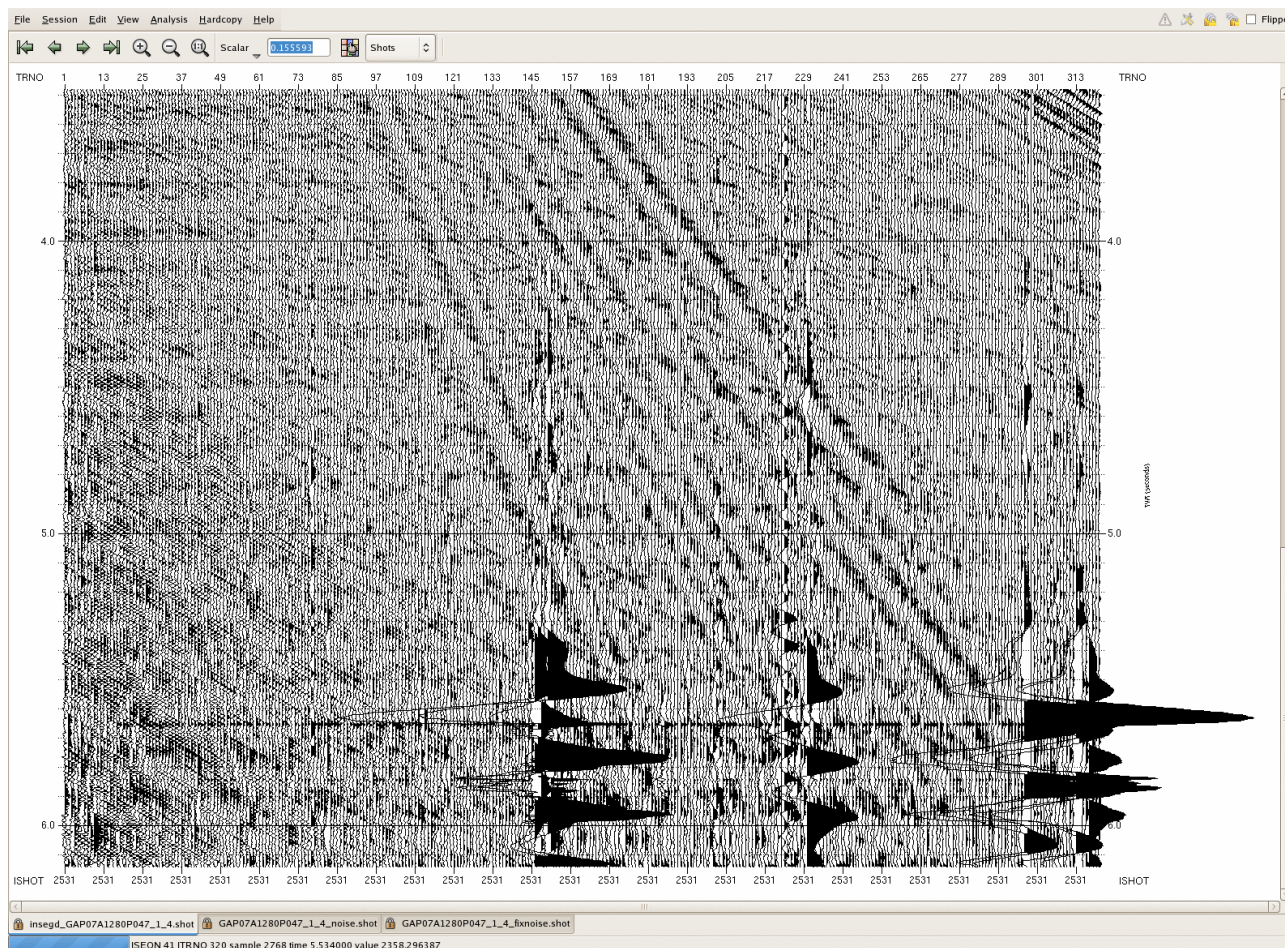 File Session Edit View Analysis Hardcopy Help Flippe
Scalar 0.155593 Shots
TRNO 1 13 25 37 49 61 73 85 97 109 121 133 145 157 169 181 193 205 217 229 241 253 265 277 289 301 313 TRNO
4.0 4.0
5.0 5.0
(seconds)
6.0 6.0
ISHOT 2531 2531 2531 2531 2531 2531 2531 2531 2531 2531 2531 2531 2531 2531 2531 2531 2531 2531 2531 2531 2531 2531 2531 2531 2531 2531 2531 ISHOT
insegd_GAP07A1280P047_1_4.shot GAP07A1280P047_1_4_noise.shot GAP07A1280P047_1_4_fixnoise.shot
ISEQN 41 ITRNO 320 sample 2768 time 5.534000 value 2358.296387